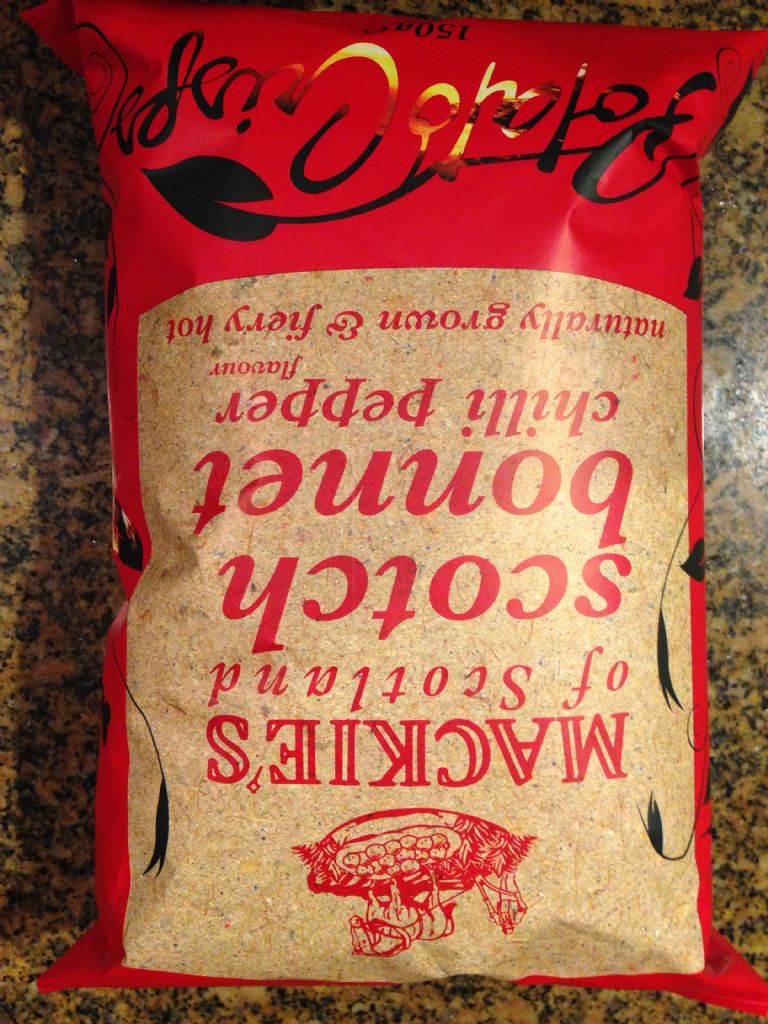 MACKIE'S
of Scotland
scotch
bonnet
chilli pepper
flavour
naturally grown & fiery hot
Potato Crisps
150g e